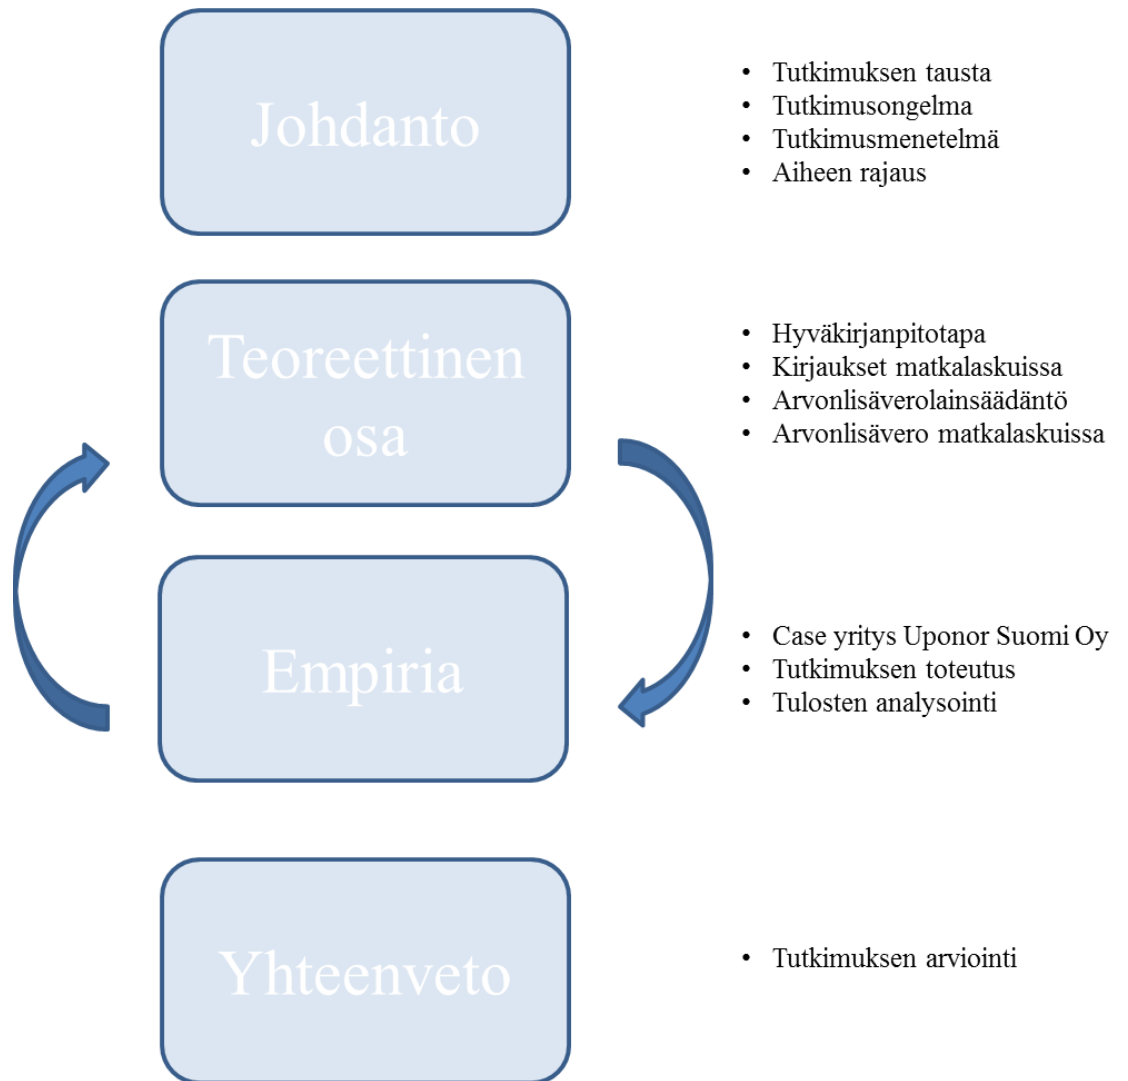 Johdanto
• Tutkimuksen tausta
• Tutkimusongelma
• Tutkimusmenetelmä
• Aiheen rajaus
Teoreettinen
osa
• Hyväkirjanpitotapa
• Kirjaukset matkalaskuissa
• Arvonlisäverolainsäädäntö
• Arvonlisävero matkalaskuissa
Empiria
• Case yritys Uponor Suomi Oy
• Tutkimuksen toteutus
• Tulosten analysointi
Yhteenveto
• Tutkimuksen arviointi